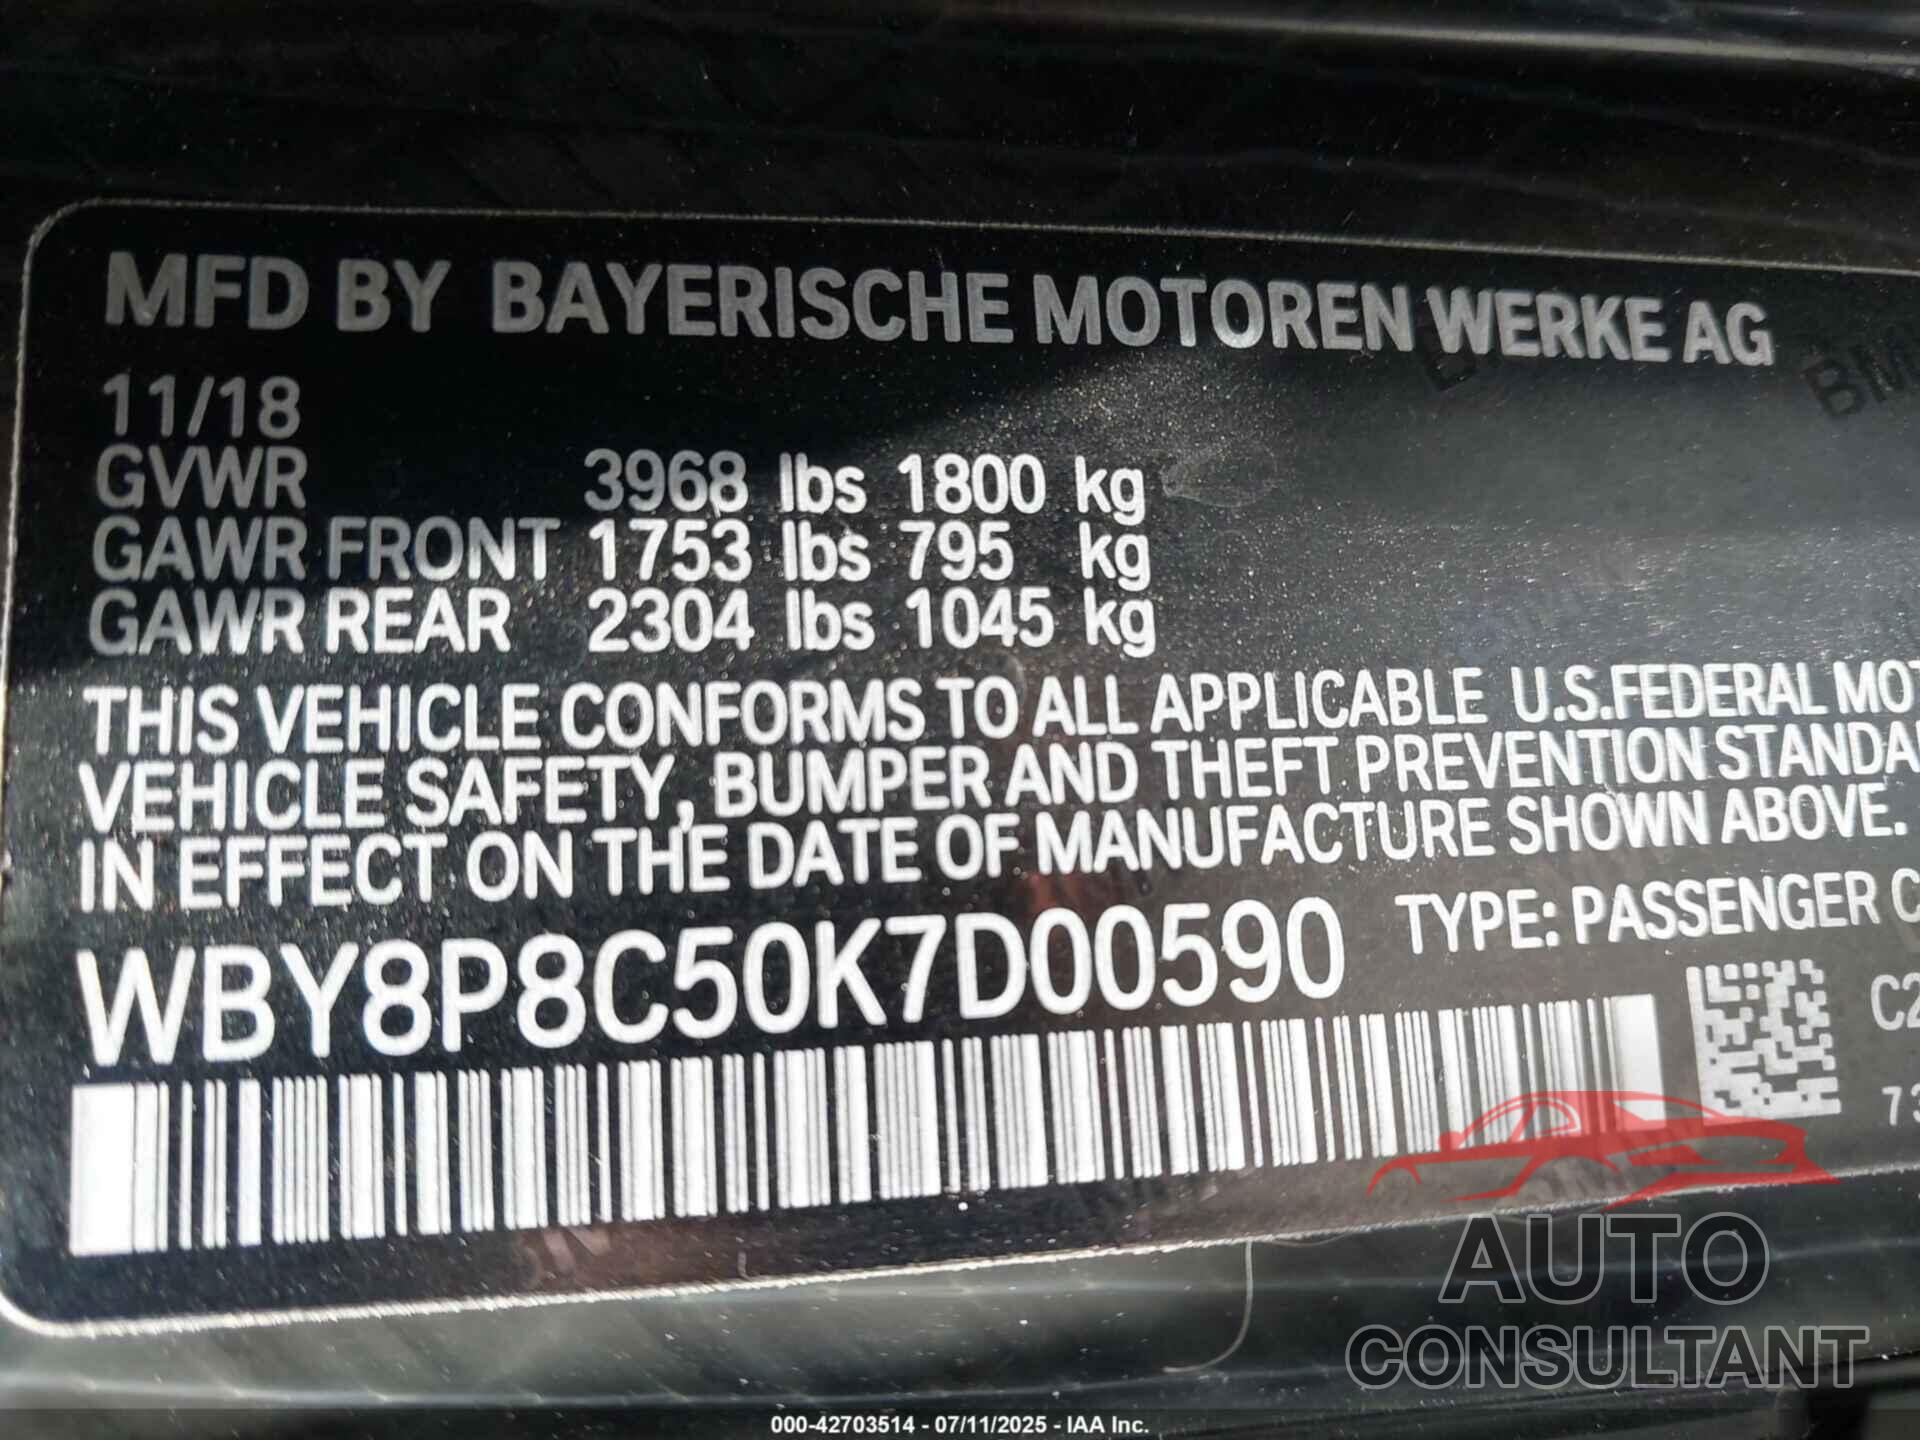 MFD BY BAYERISCHE MOTOREN WERKE AG
11/18
GVWR 3968 lbs 1800 kg
GAWR FRONT 1753 lbs 795 kg
GAWR REAR 2304 lbs 1045 kg
THIS VEHICLE CONFORMS TO ALL APPLICABLE U.S.FEDERAL MOT
VEHICLE SAFETY, BUMPER AND THEFT PREVENTION STANDA
IN EFFECT ON THE DATE OF MANUFACTURE SHOWN ABOVE.
WBY8P8C50K7D00590 TYPE: PASSENGER C
C2
73
AUTO
CONSULTANT
000-42703514 - 07/11/2025 - IAA Inc.